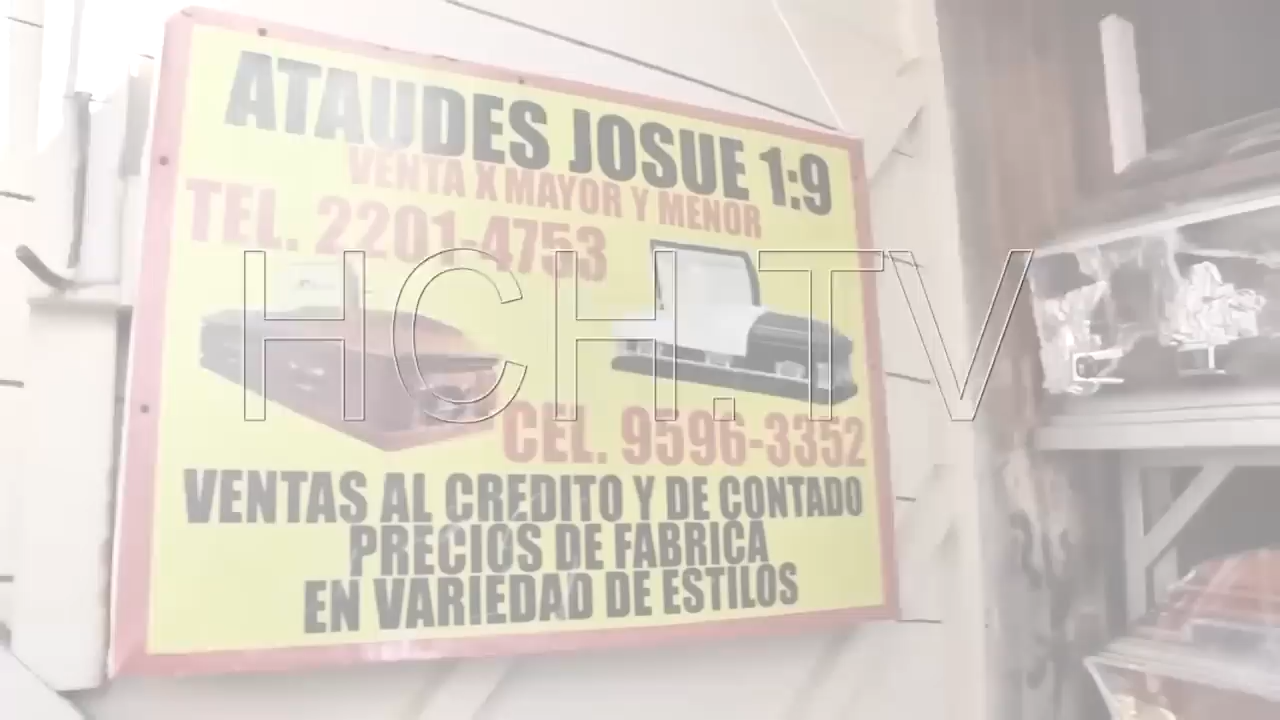 ATAUDES JOSUE 1:9
VENTA X MAYOR Y MENOR
TEL. 2201-4753
HCH.TV
CEL. 9596-3352
VENTAS AL CREDITO Y DE CONTADO
PRECIOS DE FABRICA
EN VARIEDAD DE ESTILOS